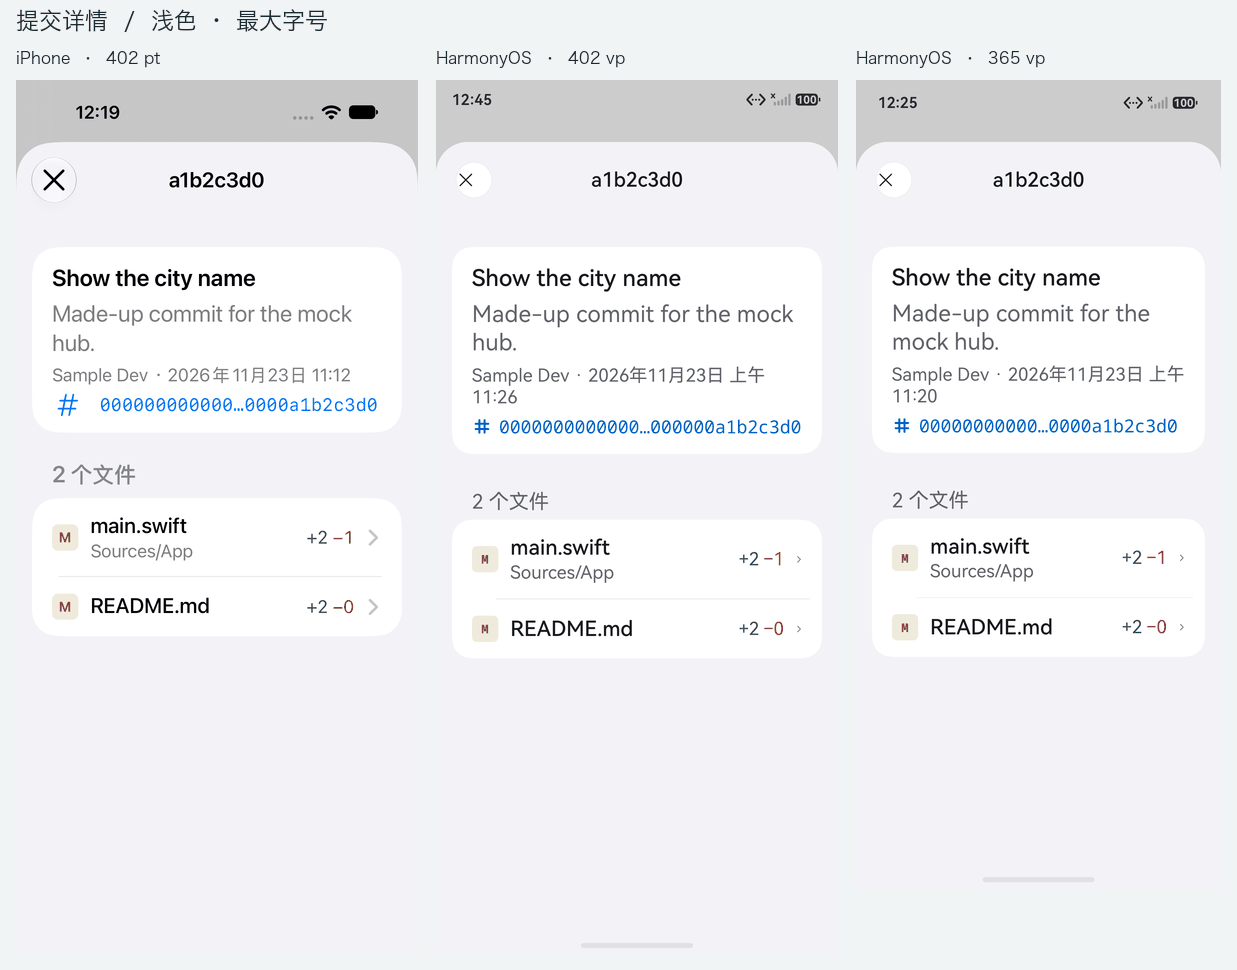 提交详情 / 浅色 · 最大字号
iPhone · 402 pt
12:19
a1b2c3d0
Show the city name
Made-up commit for the mock
hub.
Sample Dev · 2026年11月23日 11:12
# 000000000000…0000a1b2c3d0
2 个文件
M main.swift +2 −1
Sources/App
M README.md +2 −0
HarmonyOS · 402 vp
12:45 100
a1b2c3d0
Show the city name
Made-up commit for the mock
hub.
Sample Dev · 2026年11月23日 上午
11:26
# 0000000000000…000000a1b2c3d0
2 个文件
M main.swift +2 −1
Sources/App
M README.md +2 −0
HarmonyOS · 365 vp
12:25 100
a1b2c3d0
Show the city name
Made-up commit for the
mock hub.
Sample Dev · 2026年11月23日 上午
11:20
# 00000000000…0000a1b2c3d0
2 个文件
M main.swift +2 −1
Sources/App
M README.md +2 −0